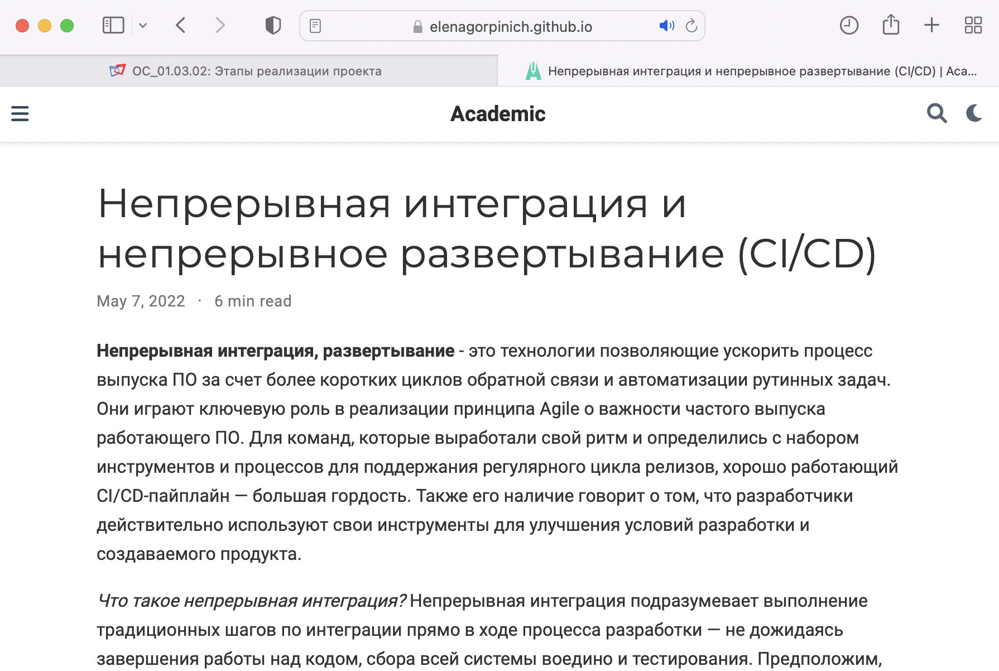 elenagorpinich.github.io
ОС_01.03.02: Этапы реализации проекта
Непрерывная интеграция и непрерывное развертывание (CI/CD) | Aca...
Academic
Непрерывная интеграция и
непрерывное развертывание (CI/CD)
May 7, 2022 · 6 min read
Непрерывная интеграция, развертывание - это технологии позволяющие ускорить процесс
выпуска ПО за счет более коротких циклов обратной связи и автоматизации рутинных задач.
Они играют ключевую роль в реализации принципа Agile о важности частого выпуска
работающего ПО. Для команд, которые выработали свой ритм и определились с набором
инструментов и процессов для поддержания регулярного цикла релизов, хорошо работающий
CI/CD-пайплайн — большая гордость. Также его наличие говорит о том, что разработчики
действительно используют свои инструменты для улучшения условий разработки и
создаваемого продукта.
Что такое непрерывная интеграция? Непрерывная интеграция подразумевает выполнение
традиционных шагов по интеграции прямо в ходе процесса разработки — не дожидаясь
завершения работы над кодом, сбора всей системы воедино и тестирования. Предположим,